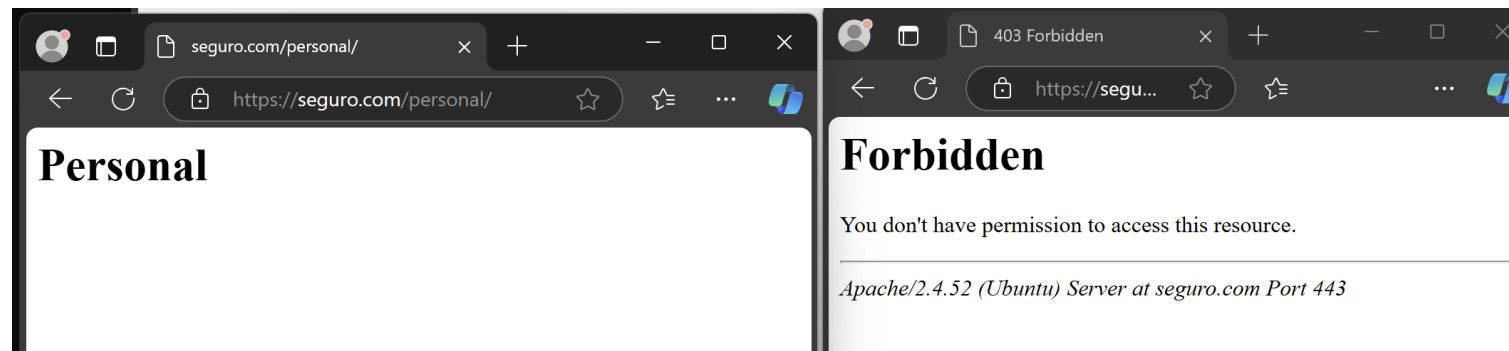 seguro.com/personal/
https://seguro.com/personal/
Personal
403 Forbidden
https://segu...
Forbidden
You don't have permission to access this resource.
Apache/2.4.52 (Ubuntu) Server at seguro.com Port 443